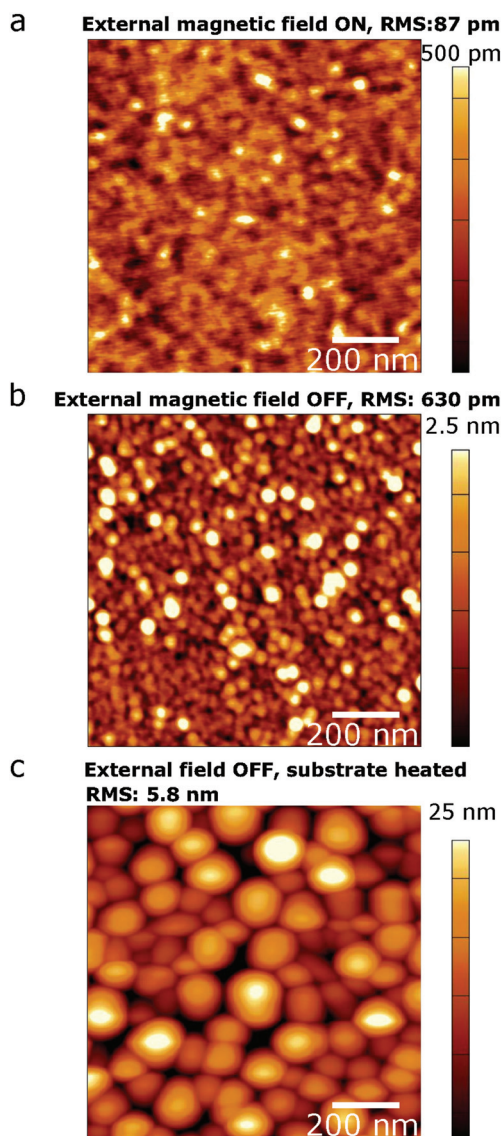 a
External magnetic field ON, RMS:87 pm
500 pm
200 nm
b
External magnetic field OFF, RMS: 630 pm
2.5 nm
200 nm
c
External field OFF, substrate heated
RMS: 5.8 nm
25 nm
200 nm